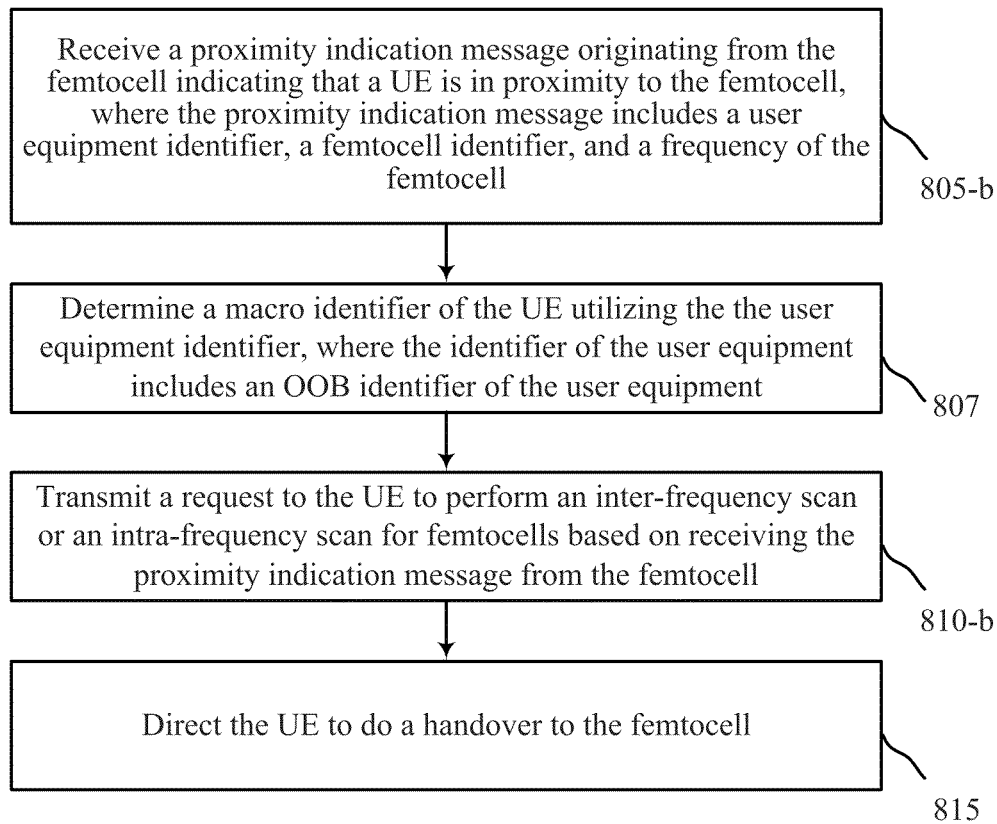 Receive a proximity indication message originating from the
femtocell indicating that a UE is in proximity to the femtocell,
where the proximity indication message includes a user
equipment identifier, a femtocell identifier, and a frequency of the
femtocell
805-b
Determine a macro identifier of the UE utilizing the the user
equipment identifier, where the identifier of the user equipment
includes an OOB identifier of the user equipment
807
Transmit a request to the UE to perform an inter-frequency scan
or an intra-frequency scan for femtocells based on receiving the
proximity indication message from the femtocell
810-b
Direct the UE to do a handover to the femtocell
815